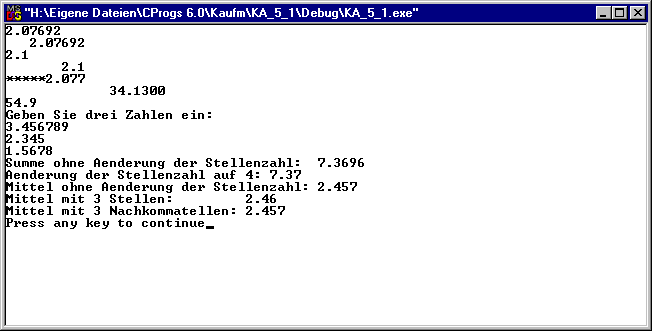 "H:\Eigene Dateien\CProgs 6.0\Kaufm\KA_5_1\Debug\KA_5_1.exe"
2.07692
   2.07692
2.1
       2.1
*****2.077
             34.1300
54.9
Geben Sie drei Zahlen ein:
3.456789
2.345
1.5678
Summe ohne Aenderung der Stellenzahl:  7.3696
Aenderung der Stellenzahl auf 4: 7.37
Mittel ohne Aenderung der Stellenzahl: 2.457
Mittel mit 3 Stellen:         2.46
Mittel mit 3 Nachkommatellen: 2.457
Press any key to continue_